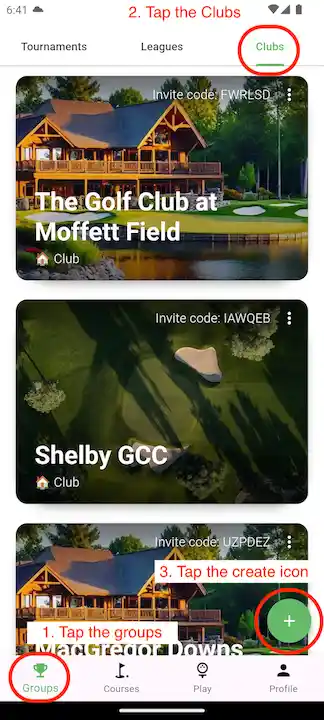 6:41
2. Tap the Clubs
Tournaments
Leagues
Clubs
Invite code: FWRLSD
The Golf Club at
Moffett Field
🏠 Club
Invite code: IAWQEB
Shelby GCC
🏠 Club
Invite code: UZPDEZ
3. Tap the create icon
1. Tap the groups
MacGregor Downs
Groups
Courses
Play
Profile